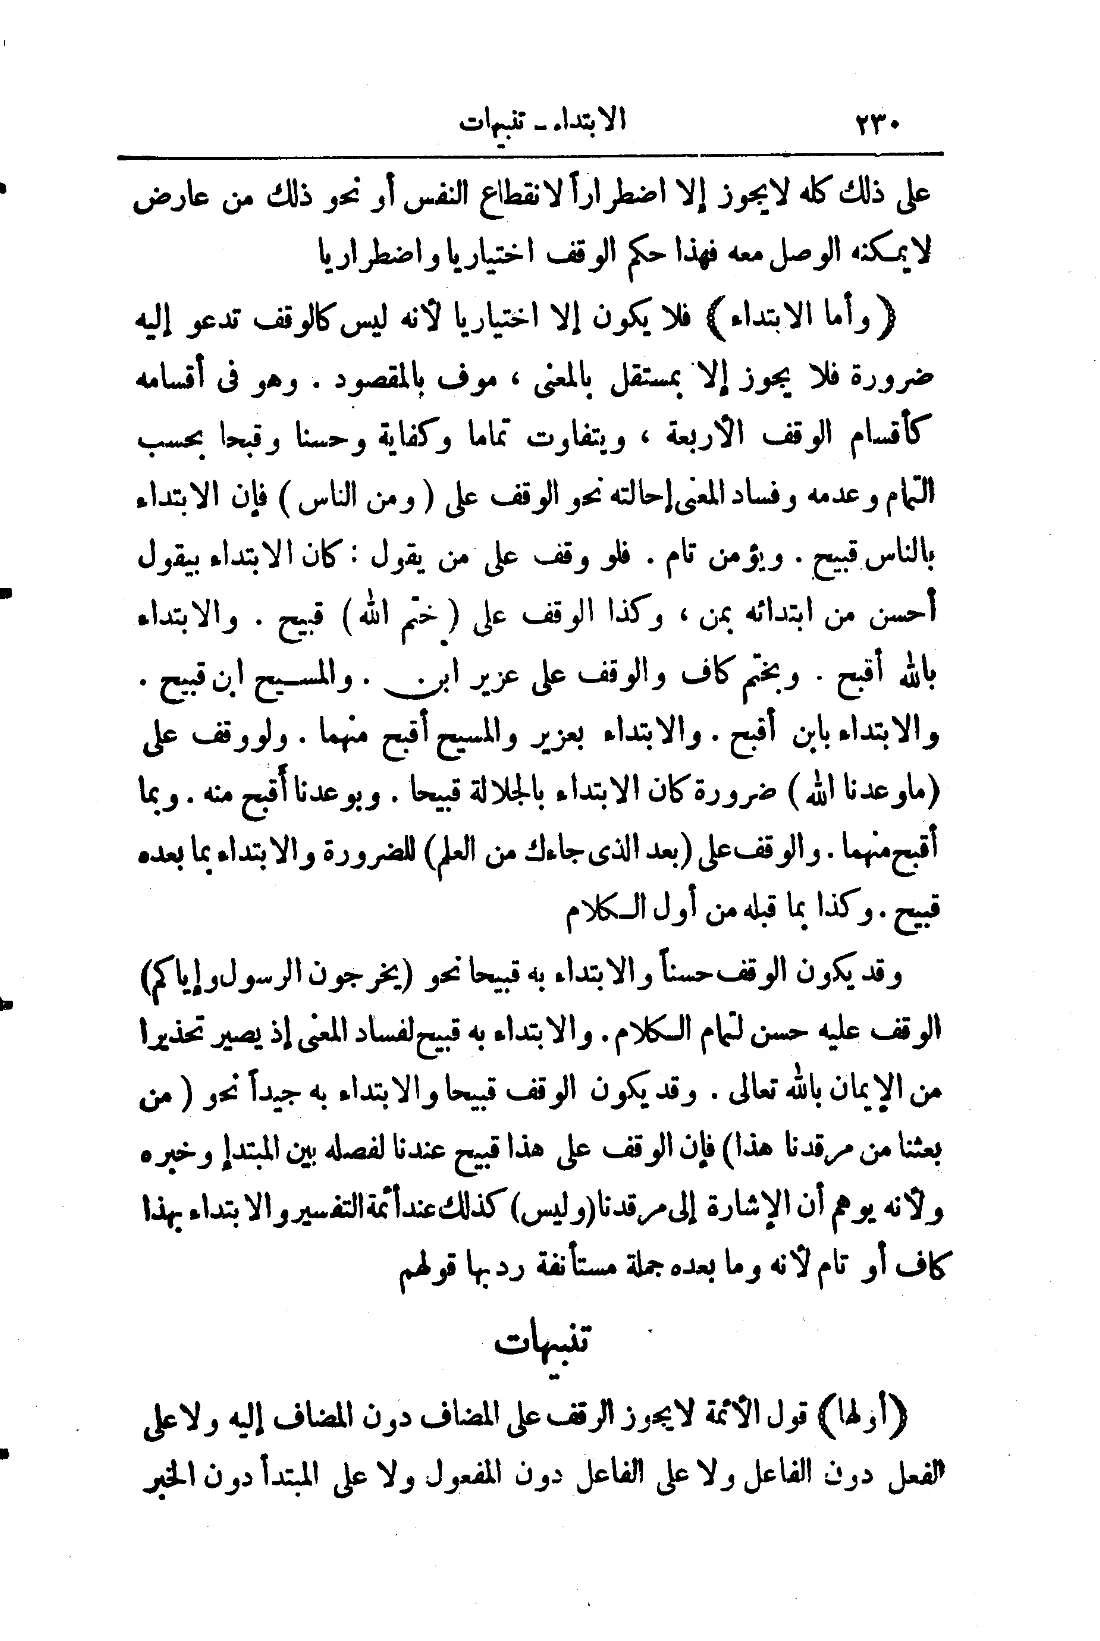 ٢٣٠ الابتداء - تنبيهات
على ذلك كله لايجوز إلا اضطراراً لانقطاع النفس أو نحو ذلك من عارض
لايمكنه الوصل معه فهذا حكم الوقف اختياريا واضطراريا
(وأما الابتداء) فلا يكون إلا اختياريا لأنه ليس كالوقف تدعو إليه
ضرورة فلا يجوز إلا بمستقل بالمعنى ، موف بالمقصود . وهو فى أقسامه
كأقسام الوقف الأربعة ، ويتفاوت تماما وكفاية وحسنا وقبحا بحسب
التمام وعدمه وفساد المعنى إحالته نحو الوقف على ( ومن الناس ) فإن الابتداء
بالناس قبيح . ويؤمن تام . فلو وقف على من يقول : كان الابتداء بيقول
أحسن من ابتدائه بمن ، وكذا الوقف على ( ختم الله ) قبيح . والابتداء
بالله أقبح . وبختم كاف والوقف على عزير ابن . والمسيح ابن قبيح .
والابتداء بابن أقبح . والابتداء بعزير والمسيح أقبح منهما . ولو وقف على
(ماوعدنا الله) ضرورة كان الابتداء بالجلالة قبيحا . وبوعدنا أقبح منه . وبما
أقبح منهما . والوقف على (بعد الذى جاءك من العلم) للضرورة والابتداء بما بعده
قبيح . وكذا بما قبله من أول الكلام
وقد يكون الوقف حسناً والابتداء به قبيحا نحو (يخرجون الرسول وإياكم)
الوقف عليه حسن لتمام الكلام . والابتداء به قبيح لفساد المعنى إذ يصير تحذيرا
من الإيمان بالله تعالى . وقد يكون الوقف قبيحا والابتداء به جيداً نحو ( من
بعثنا من مرقدنا هذا) فإن الوقف على هذا قبيح عندنا لفصله بين المبتدإ وخبره
ولأنه يوهم أن الإشارة إلى مرقدنا (وليس) كذلك عند أئمة التفسير والابتداء بهذا
كاف أو تام لأنه وما بعده جملة مستأنفة رد بها قولهم
تنبيهات
(أولها) قول الأئمة لايجوز الوقف على المضاف دون المضاف إليه ولا على
الفعل دون الفاعل ولا على الفاعل دون المفعول ولا على المبتدأ دون الخبر